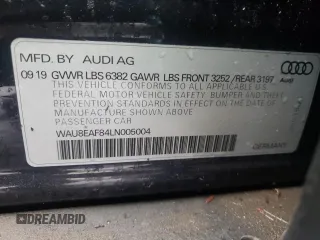 MFD. BY AUDI AG
09 19 GVWR LBS 6382 GAWR LBS FRONT 3252/REAR 3197
THIS VEHICLE CONFORMS TO ALL APPLICABLE U.S.
FEDERAL MOTOR VEHICLE SAFETY, BUMPER, AND THEFT
PREVENTION STANDARDS IN EFFECT ON THE DATE OF
MANUFACTURE SHOWN ABOVE
PASSENGER CAR
WAU8EAF84LN005004
Audi
GERMANY
© DREAMBID